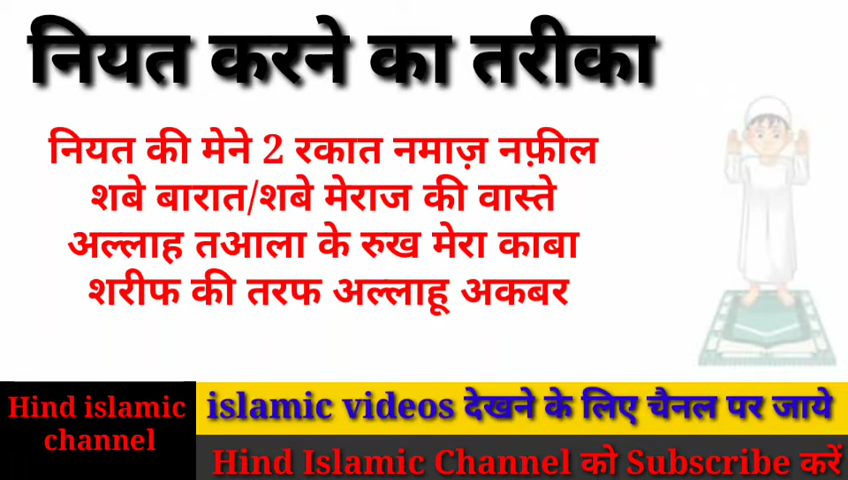 नियत करने का तरीका
नियत की मेने 2 रकात नमाज़ नफ़ील
शबे बारात/शबे मेराज की वास्ते
अल्लाह तआला के रुख मेरा काबा
शरीफ की तरफ अल्लाहू अकबर
Hind islamic
channel
islamic videos देखने के लिए चैनल पर जाये
Hind Islamic Channel को Subscribe करें